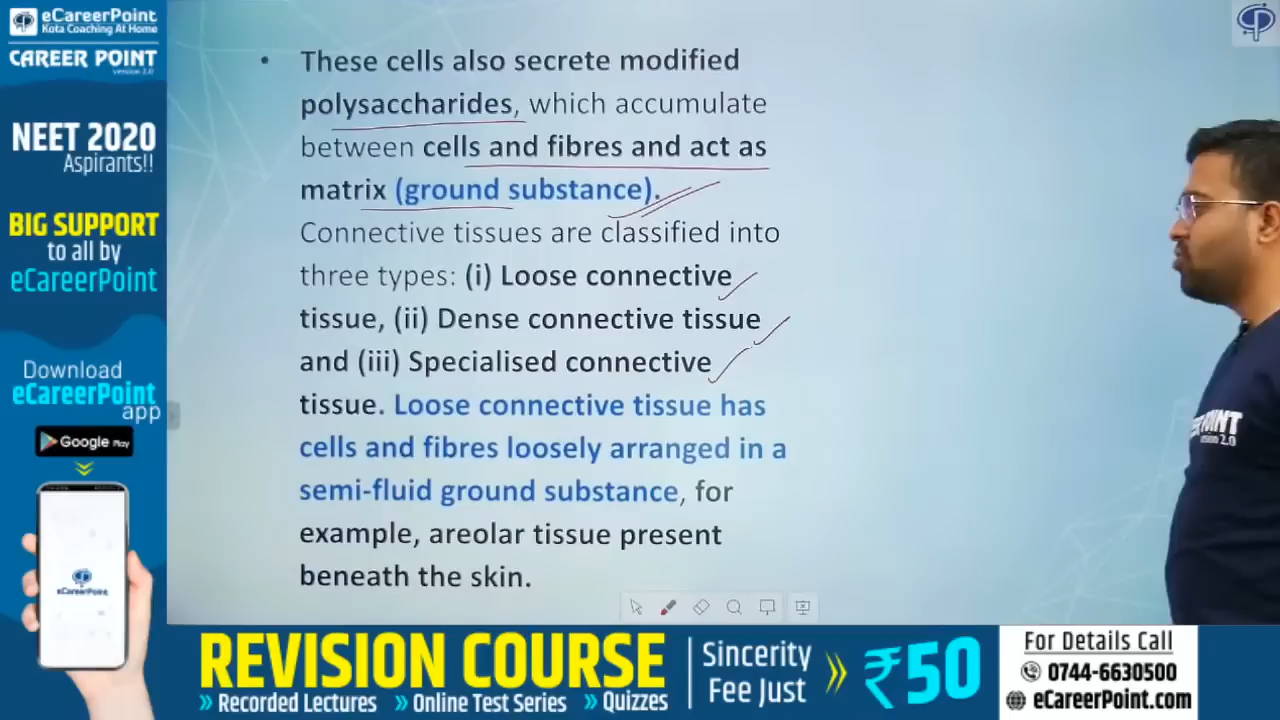 eCareerPoint
Kota Coaching At Home
CAREER POINT
version 2.0
NEET 2020
Aspirants!!
BIG SUPPORT
to all by
eCareerPoint
Download
eCareerPoint
app
Google Play
eCareerPoint
• These cells also secrete modified
polysaccharides, which accumulate
between cells and fibres and act as
matrix (ground substance).
Connective tissues are classified into
three types: (i) Loose connective
tissue, (ii) Dense connective tissue
and (iii) Specialised connective
tissue. Loose connective tissue has
cells and fibres loosely arranged in a
semi-fluid ground substance, for
example, areolar tissue present
beneath the skin.
version 2.0
REVISION COURSE
» Recorded Lectures » Online Test Series » Quizzes
Sincerity
Fee Just
» ₹50
For Details Call
0744-6630500
eCareerPoint.com